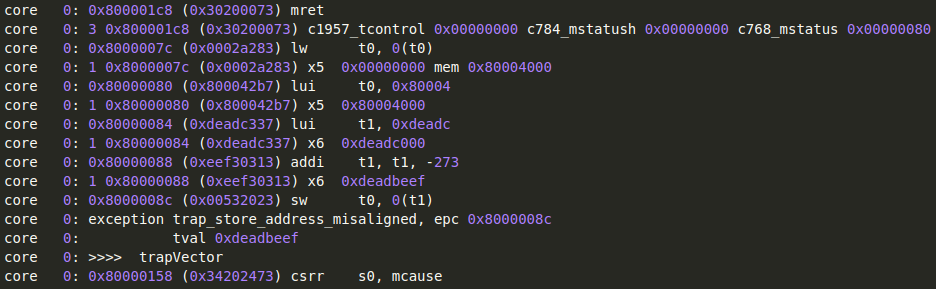 core   0: 0x800001c8 (0x30200073) mret
core   0: 3 0x800001c8 (0x30200073) c1957_tcontrol 0x00000000 c784_mstatush 0x00000000 c768_mstatus 0x00000080
core   0: 0x8000007c (0x0002a283) lw      t0, 0(t0)
core   0: 1 0x8000007c (0x0002a283) x5  0x00000000 mem 0x80004000
core   0: 0x80000080 (0x800042b7) lui     t0, 0x80004
core   0: 1 0x80000080 (0x800042b7) x5  0x80004000
core   0: 0x80000084 (0xdeadc337) lui     t1, 0xdeadc
core   0: 1 0x80000084 (0xdeadc337) x6  0xdeadc000
core   0: 0x80000088 (0xeef30313) addi    t1, t1, -273
core   0: 1 0x80000088 (0xeef30313) x6  0xdeadbeef
core   0: 0x8000008c (0x00532023) sw      t0, 0(t1)
core   0: exception trap_store_address_misaligned, epc 0x8000008c
core   0:           tval 0xdeadbeef
core   0: >>>>  trapVector
core   0: 0x80000158 (0x34202473) csrr    s0, mcause